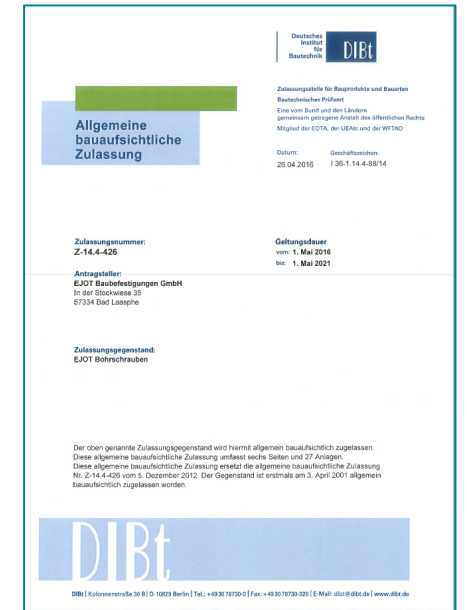 Deutsches
Institut
für
Bautechnik
DIBt
Zulassungsstelle für Bauprodukte und Bauarten
Bautechnisches Prüfamt
Eine vom Bund und den Ländern
gemeinsam getragene Anstalt des öffentlichen Rechts
Mitglied der EOTA, der UEAtc und der WFTAO
Allgemeine
bauaufsichtliche
Zulassung
Datum: Geschäftszeichen:
26.04.2016 I 36-1.14.4-88/14
Zulassungsnummer:
Z-14.4-426
Geltungsdauer
vom: 1. Mai 2016
bis: 1. Mai 2021
Antragsteller:
EJOT Baubefestigungen GmbH
In der Stockwiese 35
57334 Bad Laasphe
Zulassungsgegenstand:
EJOT Bohrschrauben
Der oben genannte Zulassungsgegenstand wird hiermit allgemein bauaufsichtlich zugelassen.
Diese allgemeine bauaufsichtliche Zulassung umfasst sechs Seiten und 27 Anlagen.
Diese allgemeine bauaufsichtliche Zulassung ersetzt die allgemeine bauaufsichtliche Zulassung
Nr. Z-14.4-426 vom 5. Dezember 2012. Der Gegenstand ist erstmals am 3. April 2001 allgemein
bauaufsichtlich zugelassen worden.
DIBt
DIBt | Kolonnenstraße 30 B | D-10829 Berlin | Tel.: +493078730-0 | Fax: +493078730-320 | E-Mail: dibt@dibt.de | www.dibt.de